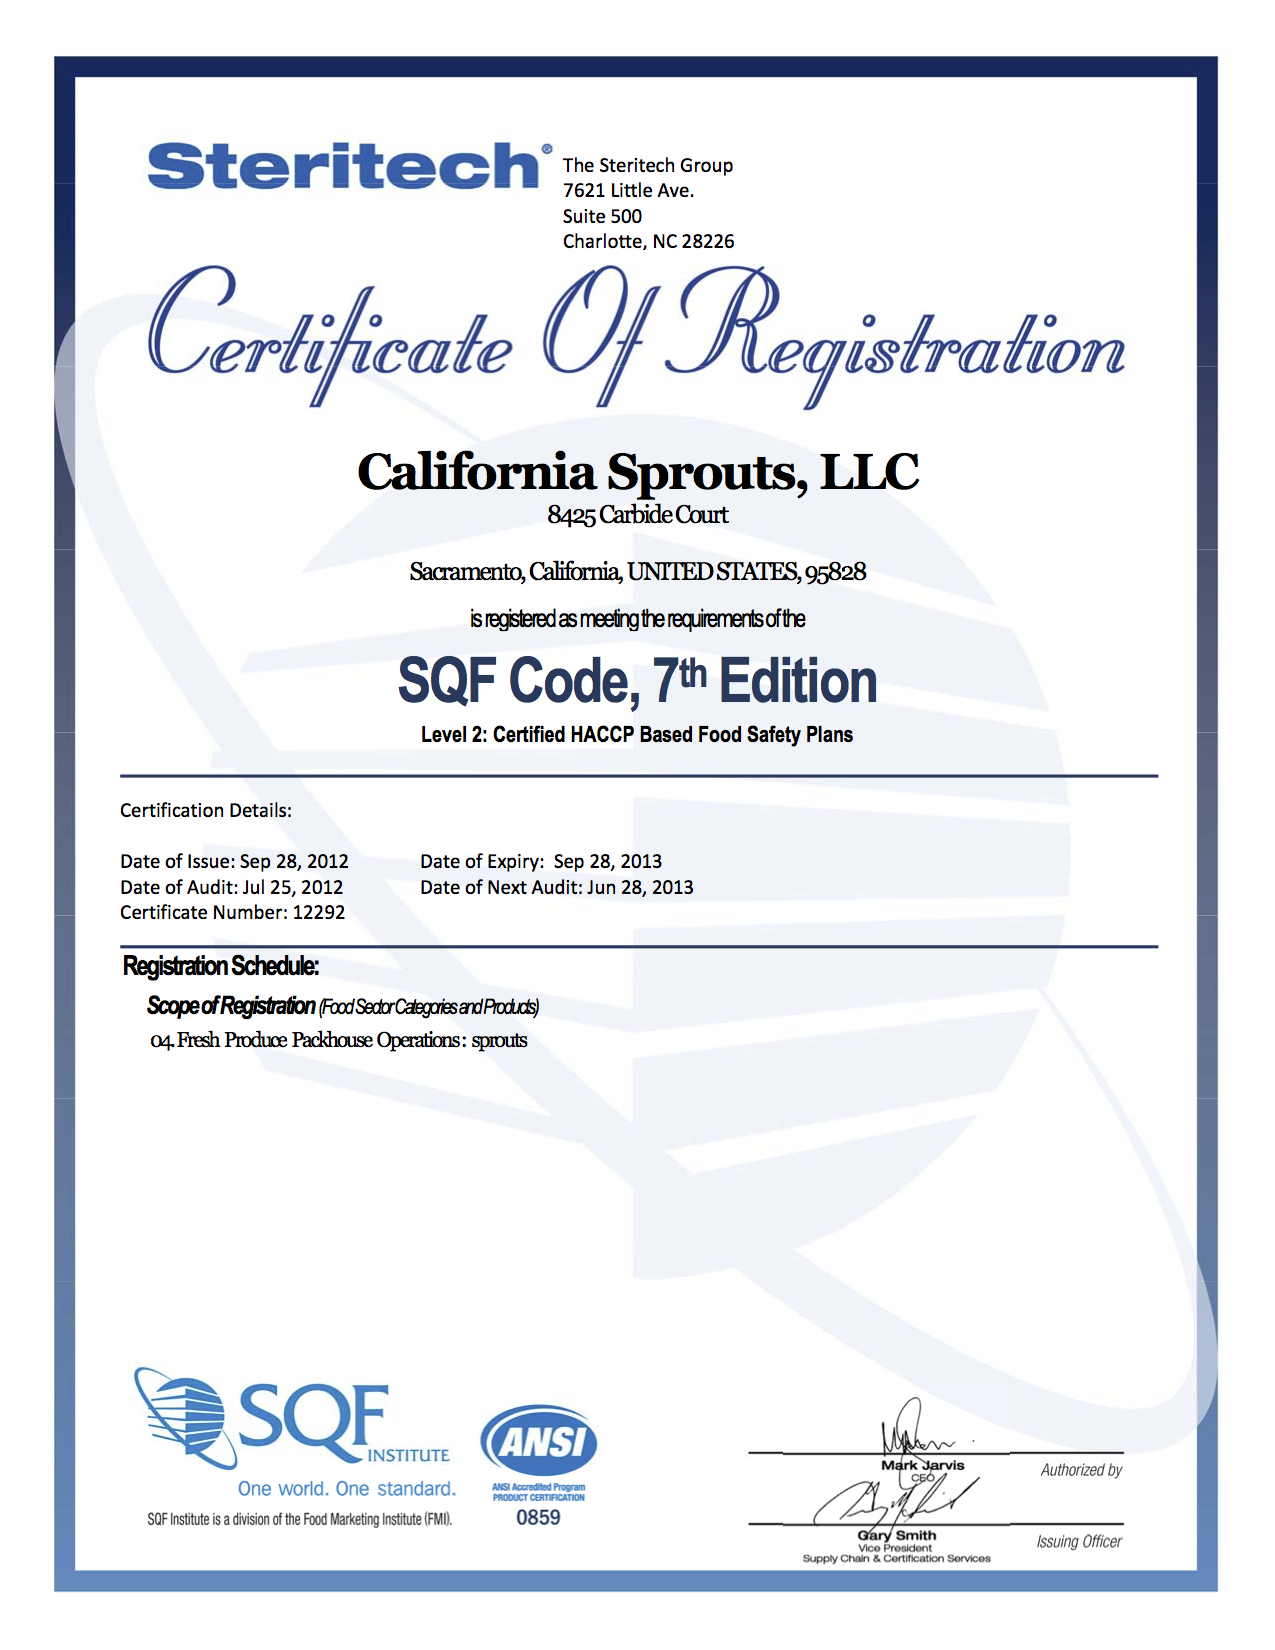 Steritech®
The Steritech Group
7621 Little Ave.
Suite 500
Charlotte, NC 28226
Certificate Of Registration
California Sprouts, LLC
8425 Carbide Court
Sacramento, California, UNITED STATES, 95828
is registered as meeting the requirements of the
SQF Code, 7th Edition
Level 2: Certified HACCP Based Food Safety Plans
Certification Details:
Date of Issue: Sep 28, 2012 Date of Expiry: Sep 28, 2013
Date of Audit: Jul 25, 2012 Date of Next Audit: Jun 28, 2013
Certificate Number: 12292
Registration Schedule:
Scope of Registration (Food Sector Categories and Products)
04. Fresh Produce Packhouse Operations: sprouts
SQF
INSTITUTE
One world. One standard.
SQF Institute is a division of the Food Marketing Institute (FMI).
ANSI
ANSI Accredited Program
PRODUCT CERTIFICATION
0859
Mark Jarvis
CEO
Authorized by
Gary Smith
Vice President
Supply Chain & Certification Services
Issuing Officer